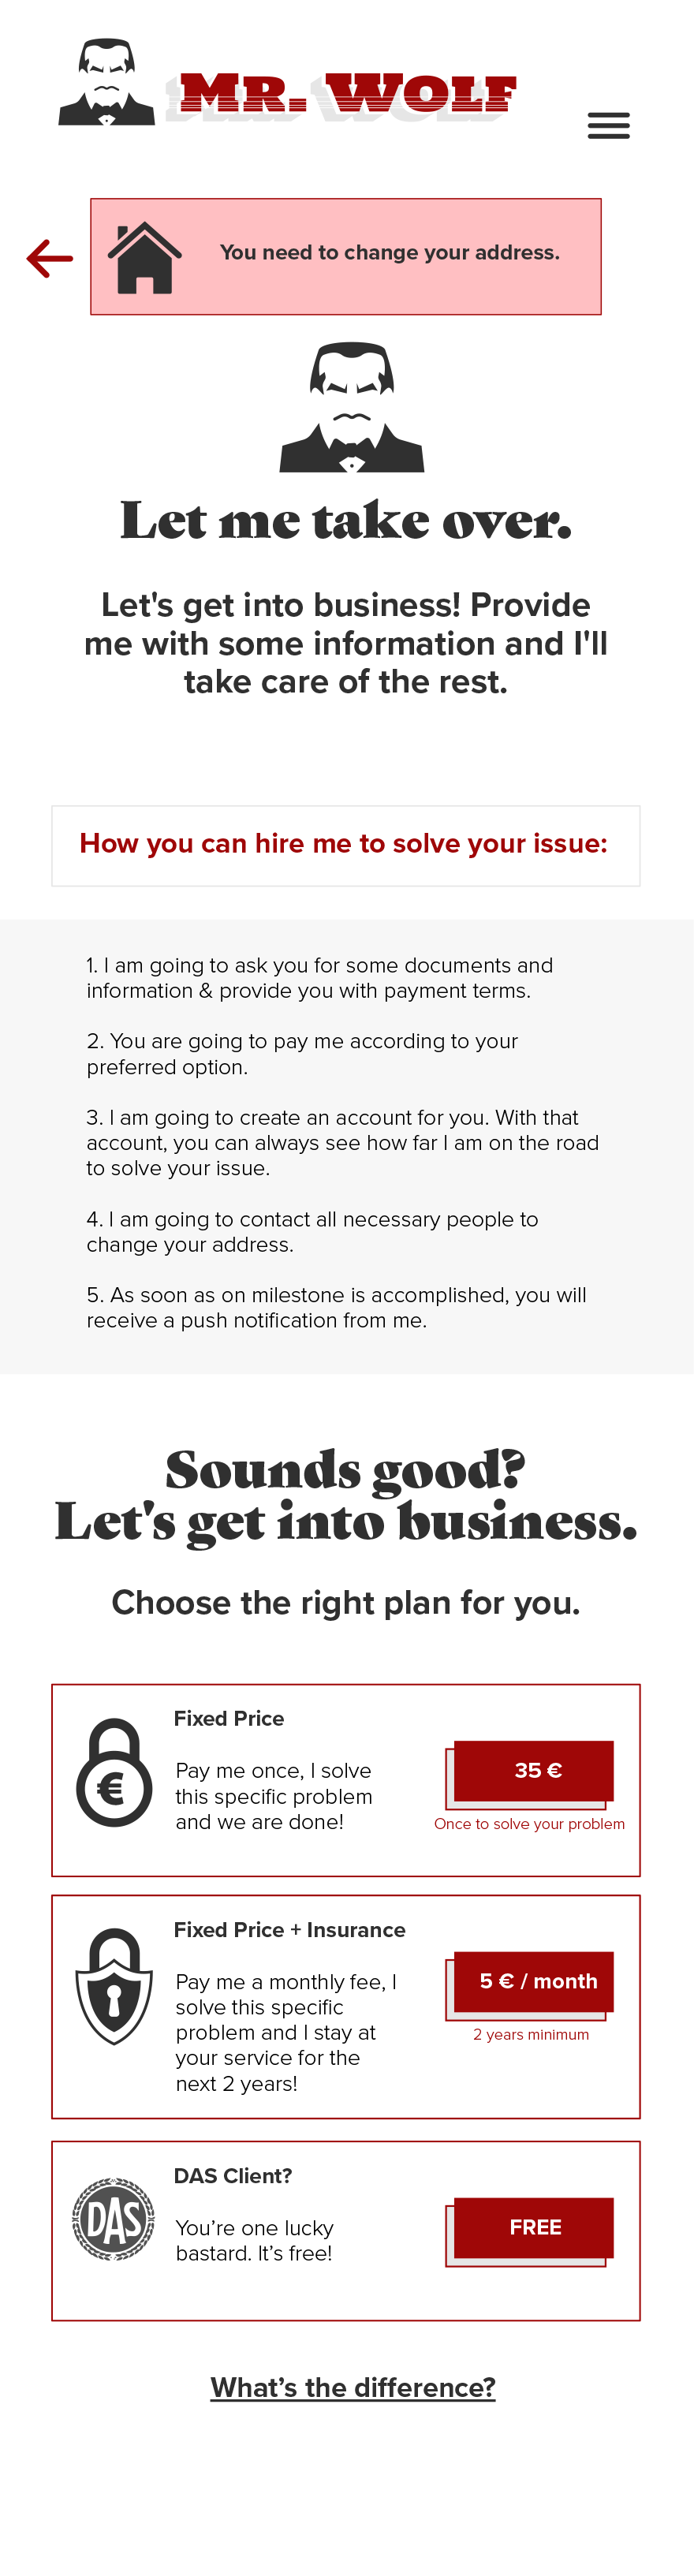 Mr. Wolf
You need to change your address.
Let me take over.
Let's get into business! Provide
me with some information and I'll
take care of the rest.
How you can hire me to solve your issue:
1. I am going to ask you for some documents and
information & provide you with payment terms.
2. You are going to pay me according to your
preferred option.
3. I am going to create an account for you. With that
account, you can always see how far I am on the road
to solve your issue.
4. I am going to contact all necessary people to
change your address.
5. As soon as on milestone is accomplished, you will
receive a push notification from me.
Sounds good?
Let's get into business.
Choose the right plan for you.
€
Fixed Price
Pay me once, I solve
this specific problem
and we are done!
35 €
Once to solve your problem
Fixed Price + Insurance
Pay me a monthly fee, I
solve this specific
problem and I stay at
your service for the
next 2 years!
5 € / month
2 years minimum
DAS
DAS Client?
You’re one lucky
bastard. It’s free!
FREE
What’s the difference?